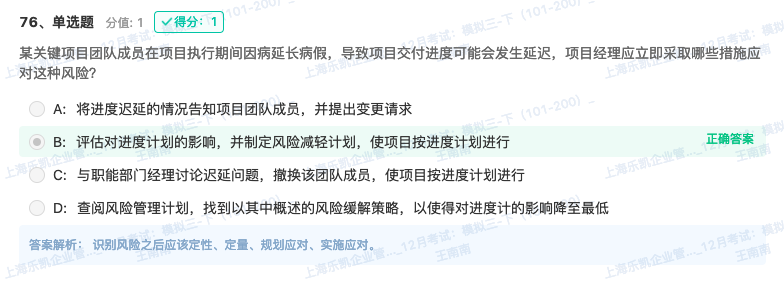 76、单选题 分值: 1 得分： 1
某关键项目团队成员在项目执行期间因病延长病假，导致项目交付进度可能会发生延迟，项目经理应立即采取哪些措施应
对这种风险？
A: 将进度迟延的情况告知项目团队成员，并提出变更请求
B: 评估对进度计划的影响，并制定风险减轻计划，使项目按进度计划进行 正确答案
C: 与职能部门经理讨论迟延问题，撤换该团队成员，使项目按进度计划进行
D: 查阅风险管理计划，找到以其中概述的风险缓解策略，以使得对进度计的影响降至最低
答案解析： 识别风险之后应该定性、定量、规划应对、实施应对。
上海乐凯企业管..._12月考试：模拟三-下（101-200）_
王南南